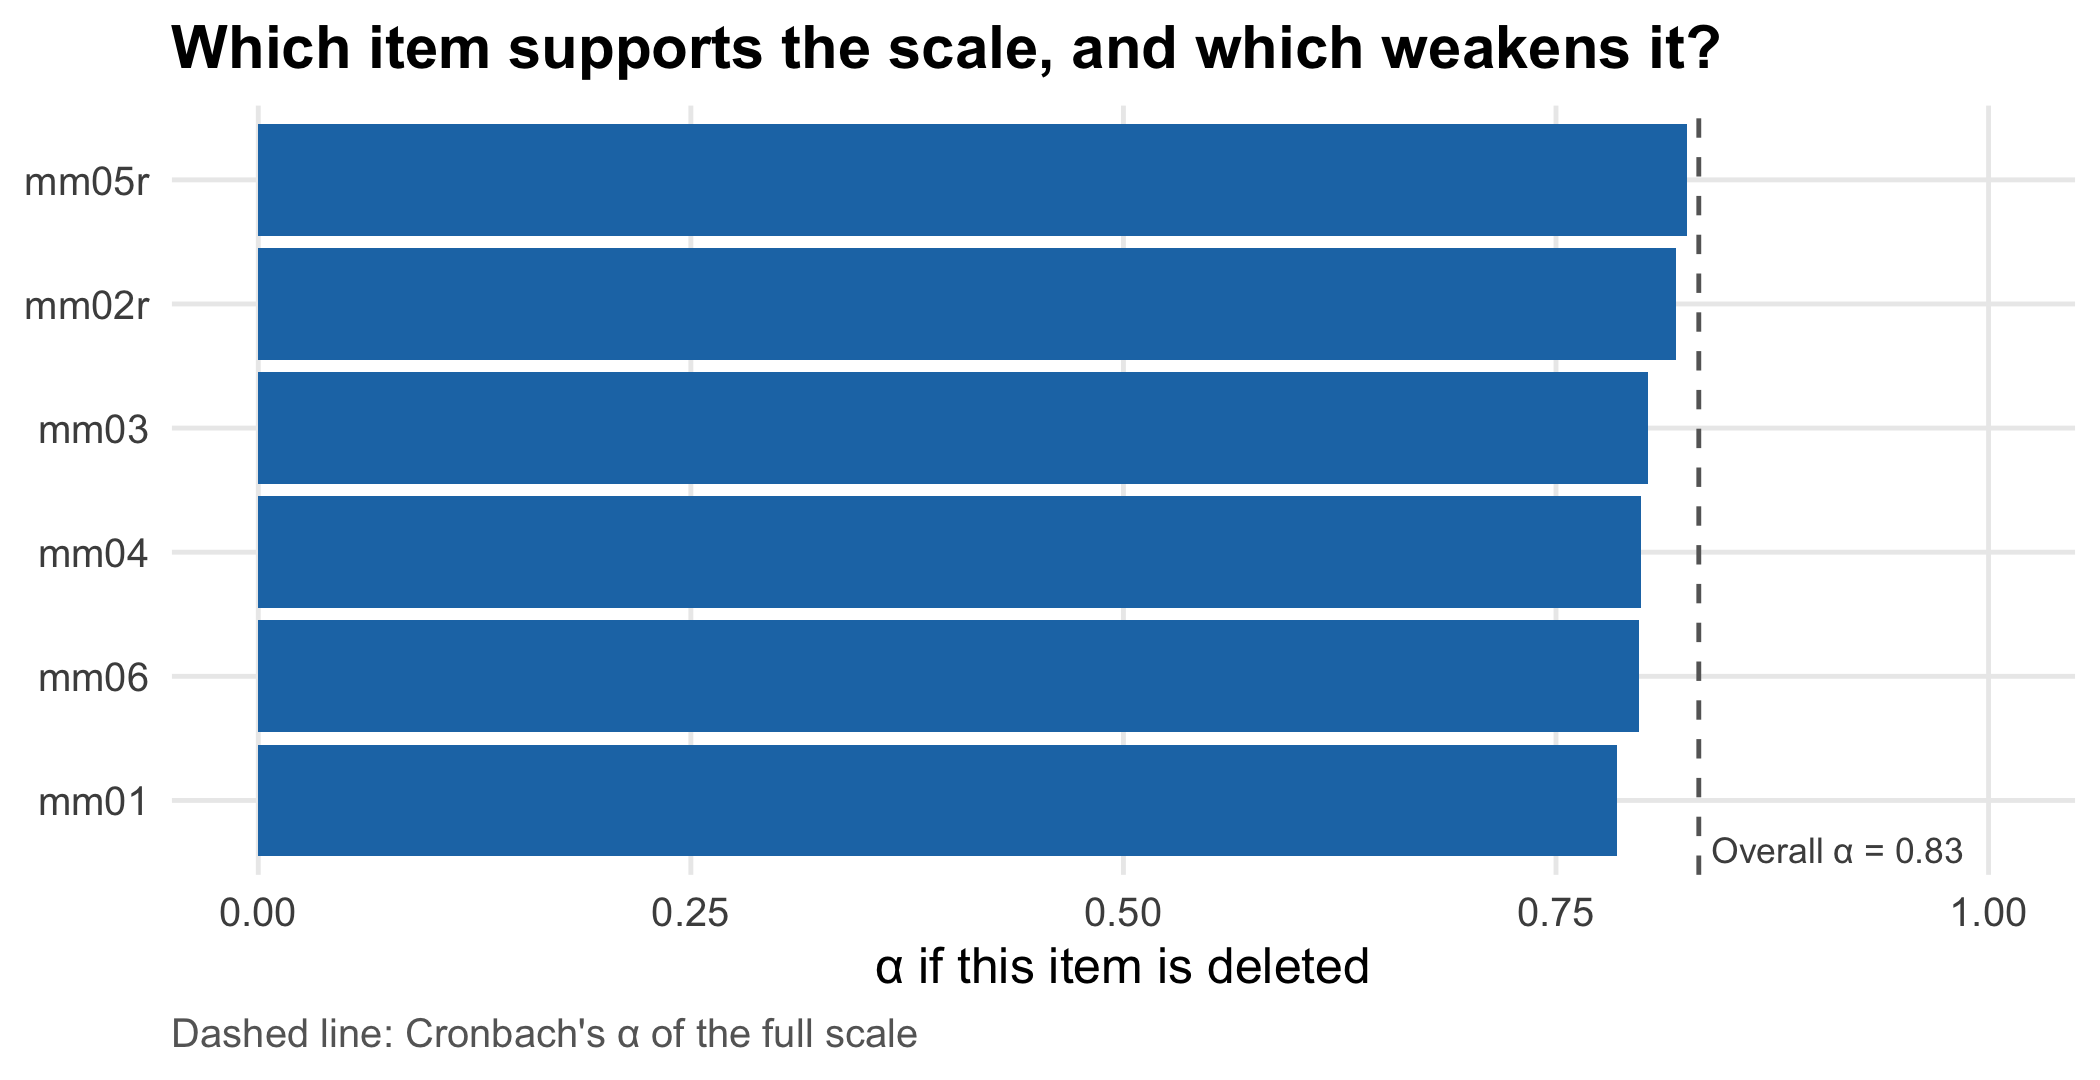 Which item supports the scale, and which weakens it?
mm05r
mm02r
mm03
mm04
mm06
mm01
Overall α = 0.83
0.00 0.25 0.50 0.75 1.00
α if this item is deleted
Dashed line: Cronbach's α of the full scale